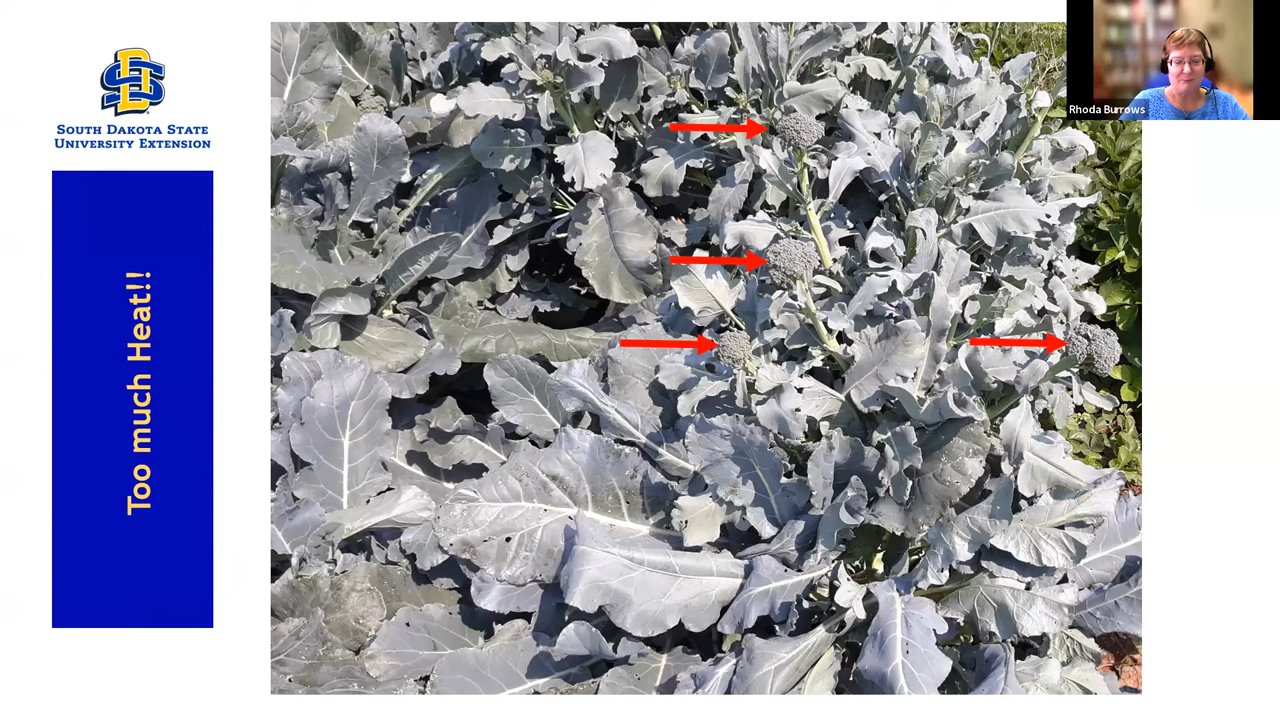 SOUTH DAKOTA STATE
UNIVERSITY EXTENSION
Too much Heat!!
Rhoda Burrows